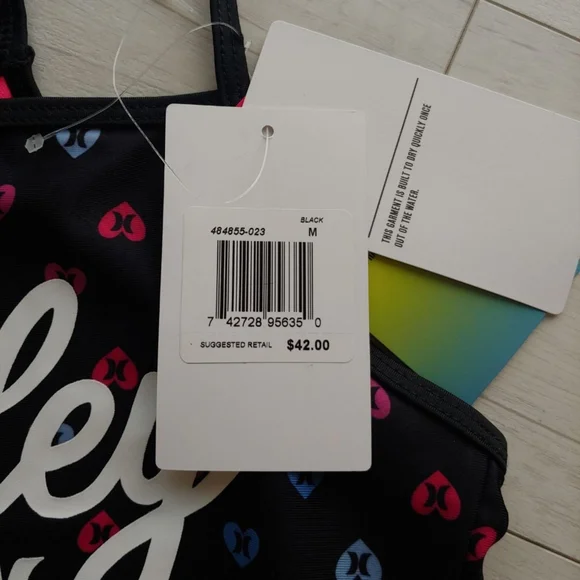 THIS GARMENT IS BUILT TO DRY QUICKLY ONCE
OUT OF THE WATER.
BLACK
484855-023 M
7 42728 95635 0
SUGGESTED RETAIL $42.00
ley